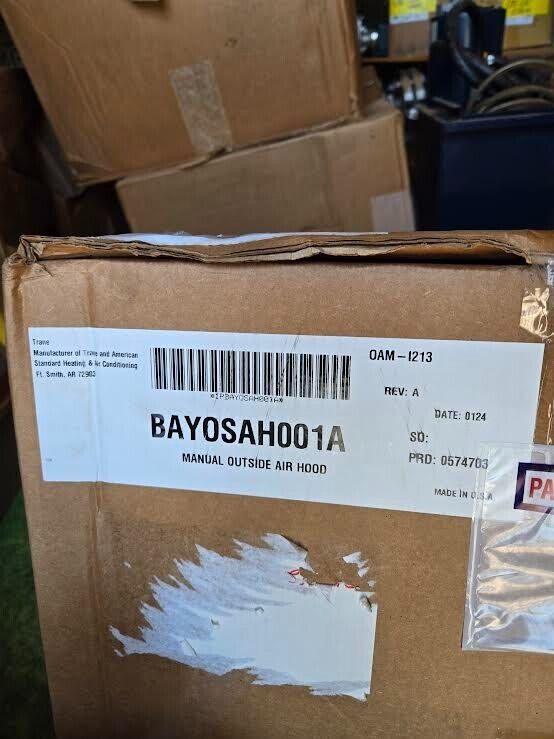 Trane
Manufacturer of Trane and American
Standard Heating & Air Conditioning
Ft. Smith, AR 72903
*1PBAYOSAH001A*
BAYOSAH001A
MANUAL OUTSIDE AIR HOOD
OAM-I213
REV: A
DATE: 0124
SO:
PRD: 0574703
MADE IN U.S.A
PA